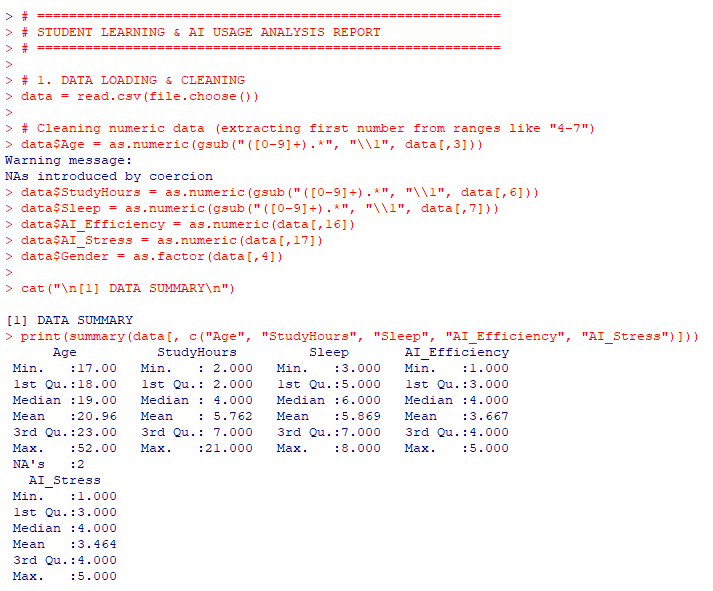 > # ===========================================================
> # STUDENT LEARNING & AI USAGE ANALYSIS REPORT
> # ===========================================================
>
> # 1. DATA LOADING & CLEANING
> data = read.csv(file.choose())
>
> # Cleaning numeric data (extracting first number from ranges like "4-7")
> data$Age = as.numeric(gsub("([0-9]+).*", "\\1", data[,3]))
Warning message:
NAs introduced by coercion
> data$StudyHours = as.numeric(gsub("([0-9]+).*", "\\1", data[,6]))
> data$Sleep = as.numeric(gsub("([0-9]+).*", "\\1", data[,7]))
> data$AI_Efficiency = as.numeric(data[,16])
> data$AI_Stress = as.numeric(data[,17])
> data$Gender = as.factor(data[,4])
>
> cat("\n[1] DATA SUMMARY\n")

[1] DATA SUMMARY
> print(summary(data[, c("Age", "StudyHours", "Sleep", "AI_Efficiency", "AI_Stress")]))
      Age          StudyHours         Sleep       AI_Efficiency
 Min.   :17.00   Min.   : 2.000   Min.   :3.000   Min.   :1.000
 1st Qu.:18.00   1st Qu.: 2.000   1st Qu.:5.000   1st Qu.:3.000
 Median :19.00   Median : 4.000   Median :6.000   Median :4.000
 Mean   :20.96   Mean   : 5.762   Mean   :5.869   Mean   :3.667
 3rd Qu.:23.00   3rd Qu.: 7.000   3rd Qu.:7.000   3rd Qu.:4.000
 Max.   :52.00   Max.   :21.000   Max.   :8.000   Max.   :5.000
 NA's   :2
   AI_Stress
 Min.   :1.000
 1st Qu.:3.000
 Median :4.000
 Mean   :3.464
 3rd Qu.:4.000
 Max.   :5.000